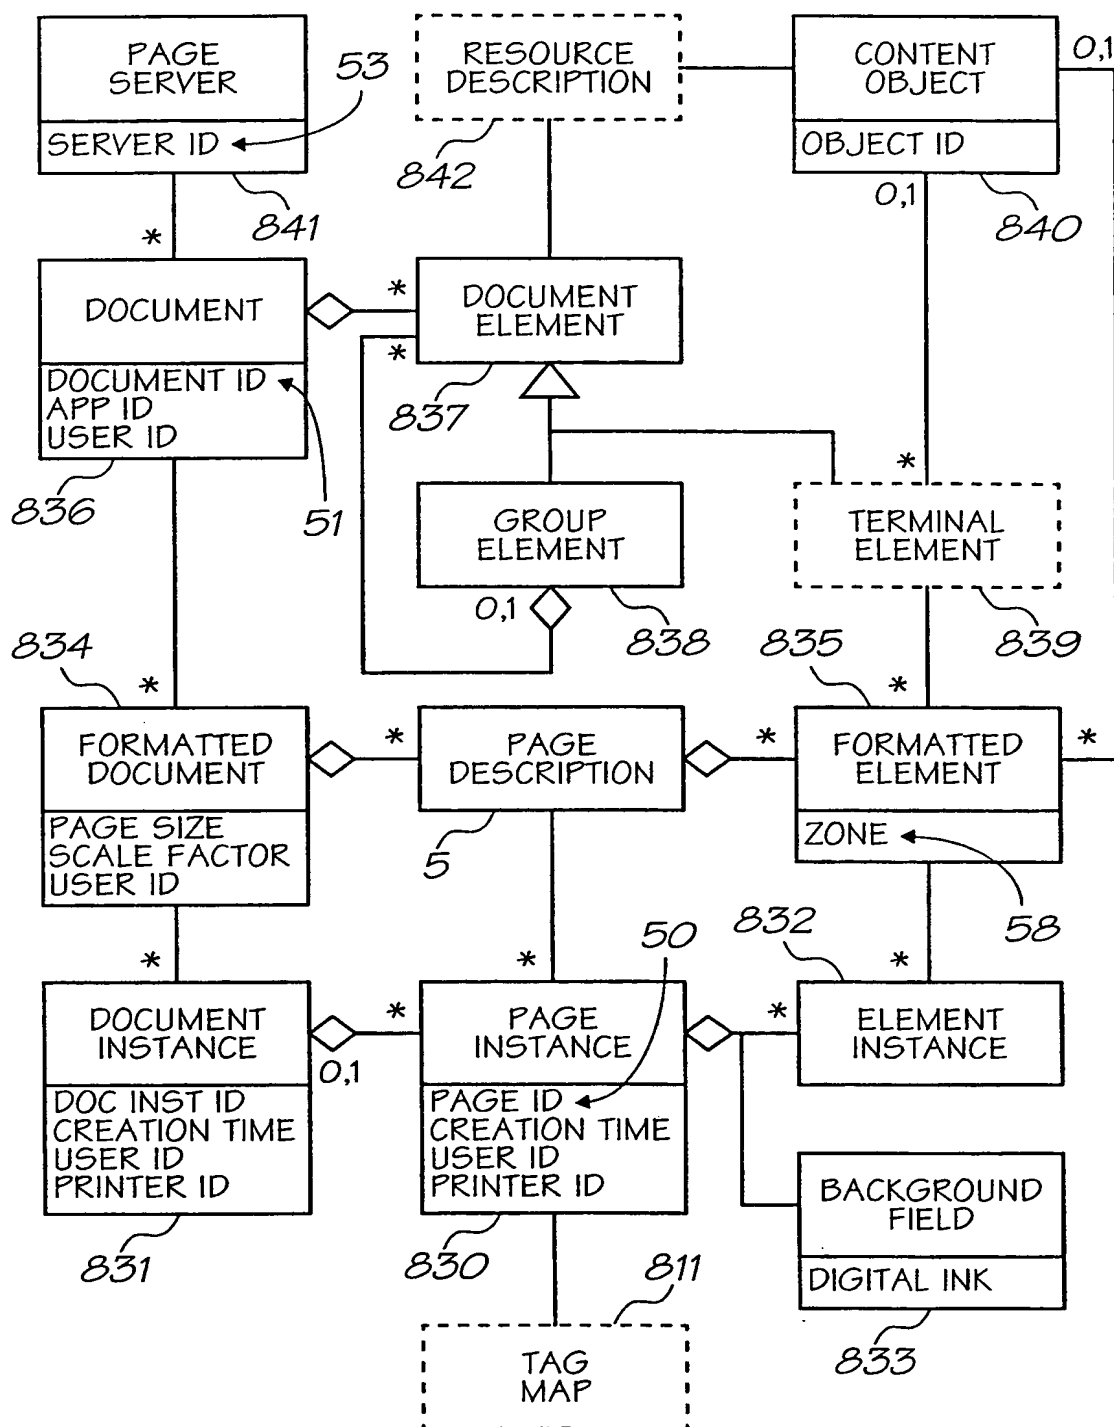 PAGE
SERVER
SERVER ID
53
841
RESOURCE
DESCRIPTION
842
CONTENT
OBJECT
OBJECT ID
0,1
0,1
840
*
DOCUMENT
DOCUMENT ID
APP ID
USER ID
836
51
*
*
DOCUMENT
ELEMENT
837
GROUP
ELEMENT
0,1
838
*
TERMINAL
ELEMENT
839
834
*
FORMATTED
DOCUMENT
PAGE SIZE
SCALE FACTOR
USER ID
*
PAGE
DESCRIPTION
5
835
*
*
*
FORMATTED
ELEMENT
ZONE
58
*
DOCUMENT
INSTANCE
0,1
DOC INST ID
CREATION TIME
USER ID
PRINTER ID
831
50
*
*
PAGE
INSTANCE
PAGE ID
CREATION TIME
USER ID
PRINTER ID
830
832
*
*
ELEMENT
INSTANCE
BACKGROUND
FIELD
DIGITAL INK
833
811
TAG
MAP